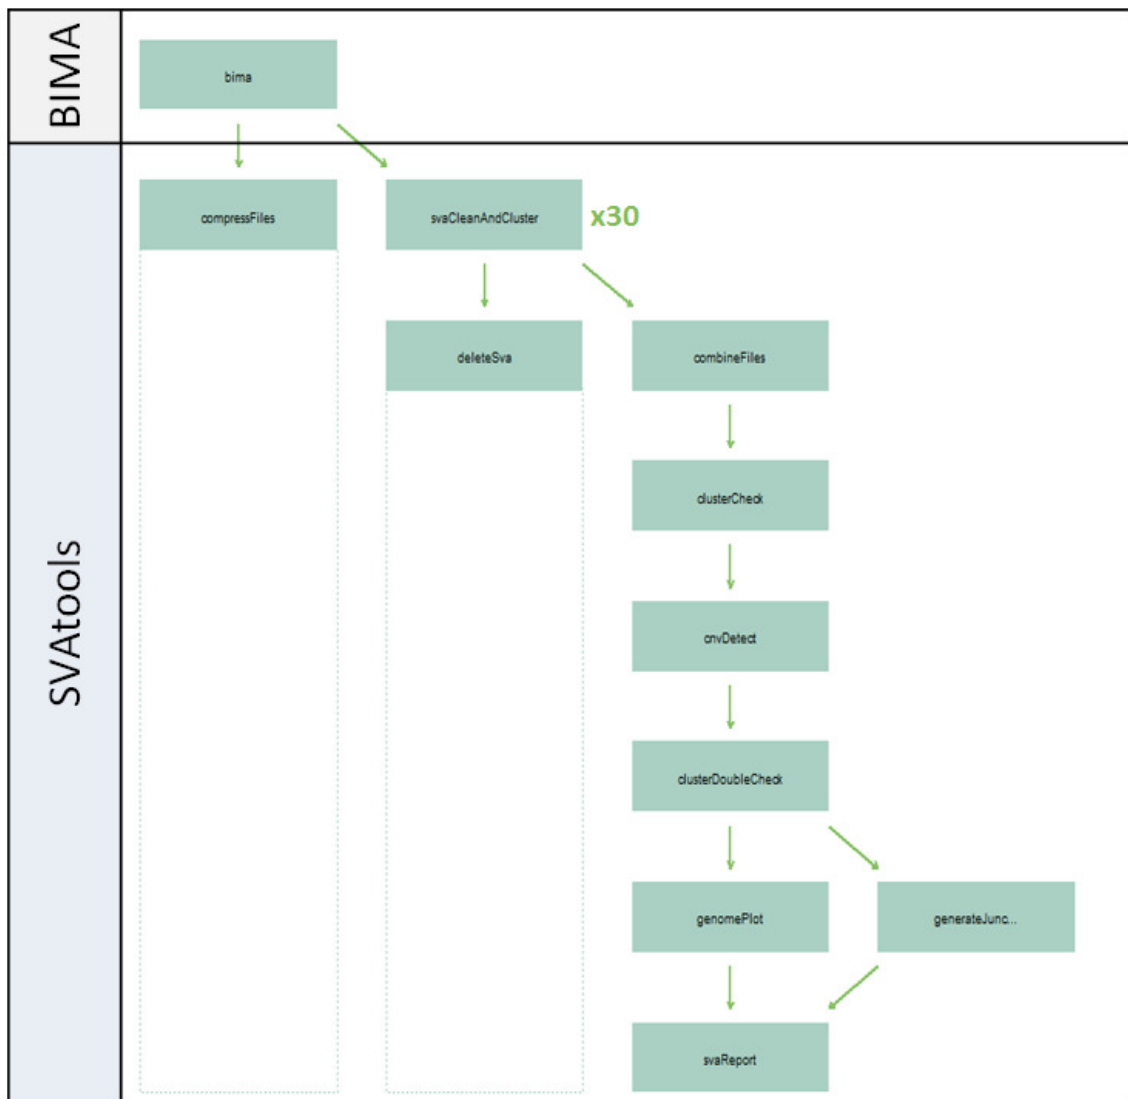 BIMA
bima
SVAtools
compressFiles
svaCleanAndCluster
x30
deleteSva
combineFiles
clusterCheck
cnvDetect
clusterDoubleCheck
genomePlot
generateJunc...
svaReport